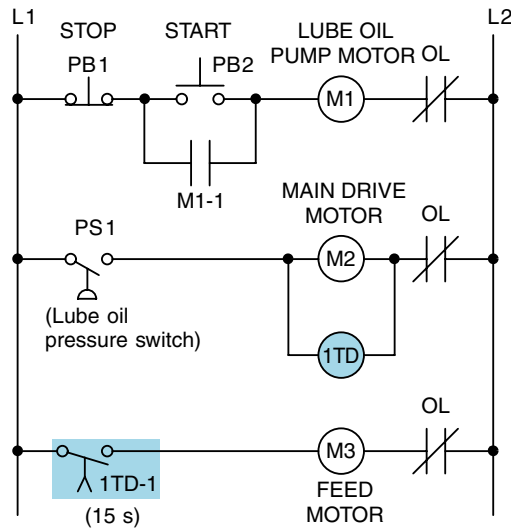 L1
L2
STOP
START
LUBE OIL
PUMP MOTOR
OL
PB1
PB2
M1
M1-1
MAIN DRIVE
MOTOR
OL
PS1
M2
(Lube oil
pressure switch)
1TD
OL
M3
1TD-1
(15 s)
FEED
MOTOR